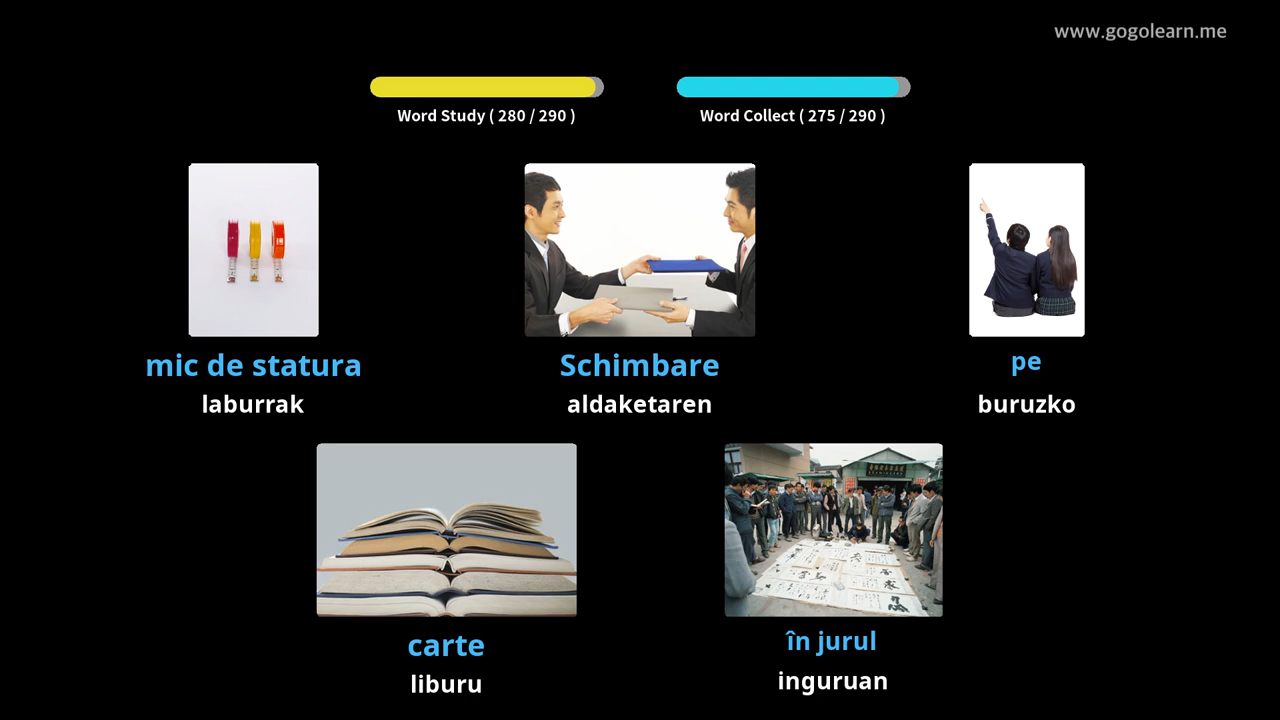 www.gogolearn.me
Word Study ( 280 / 290 )
Word Collect ( 275 / 290 )
mic de statura
laburrak
Schimbare
aldaketaren
pe
buruzko
carte
liburu
în jurul
inguruan